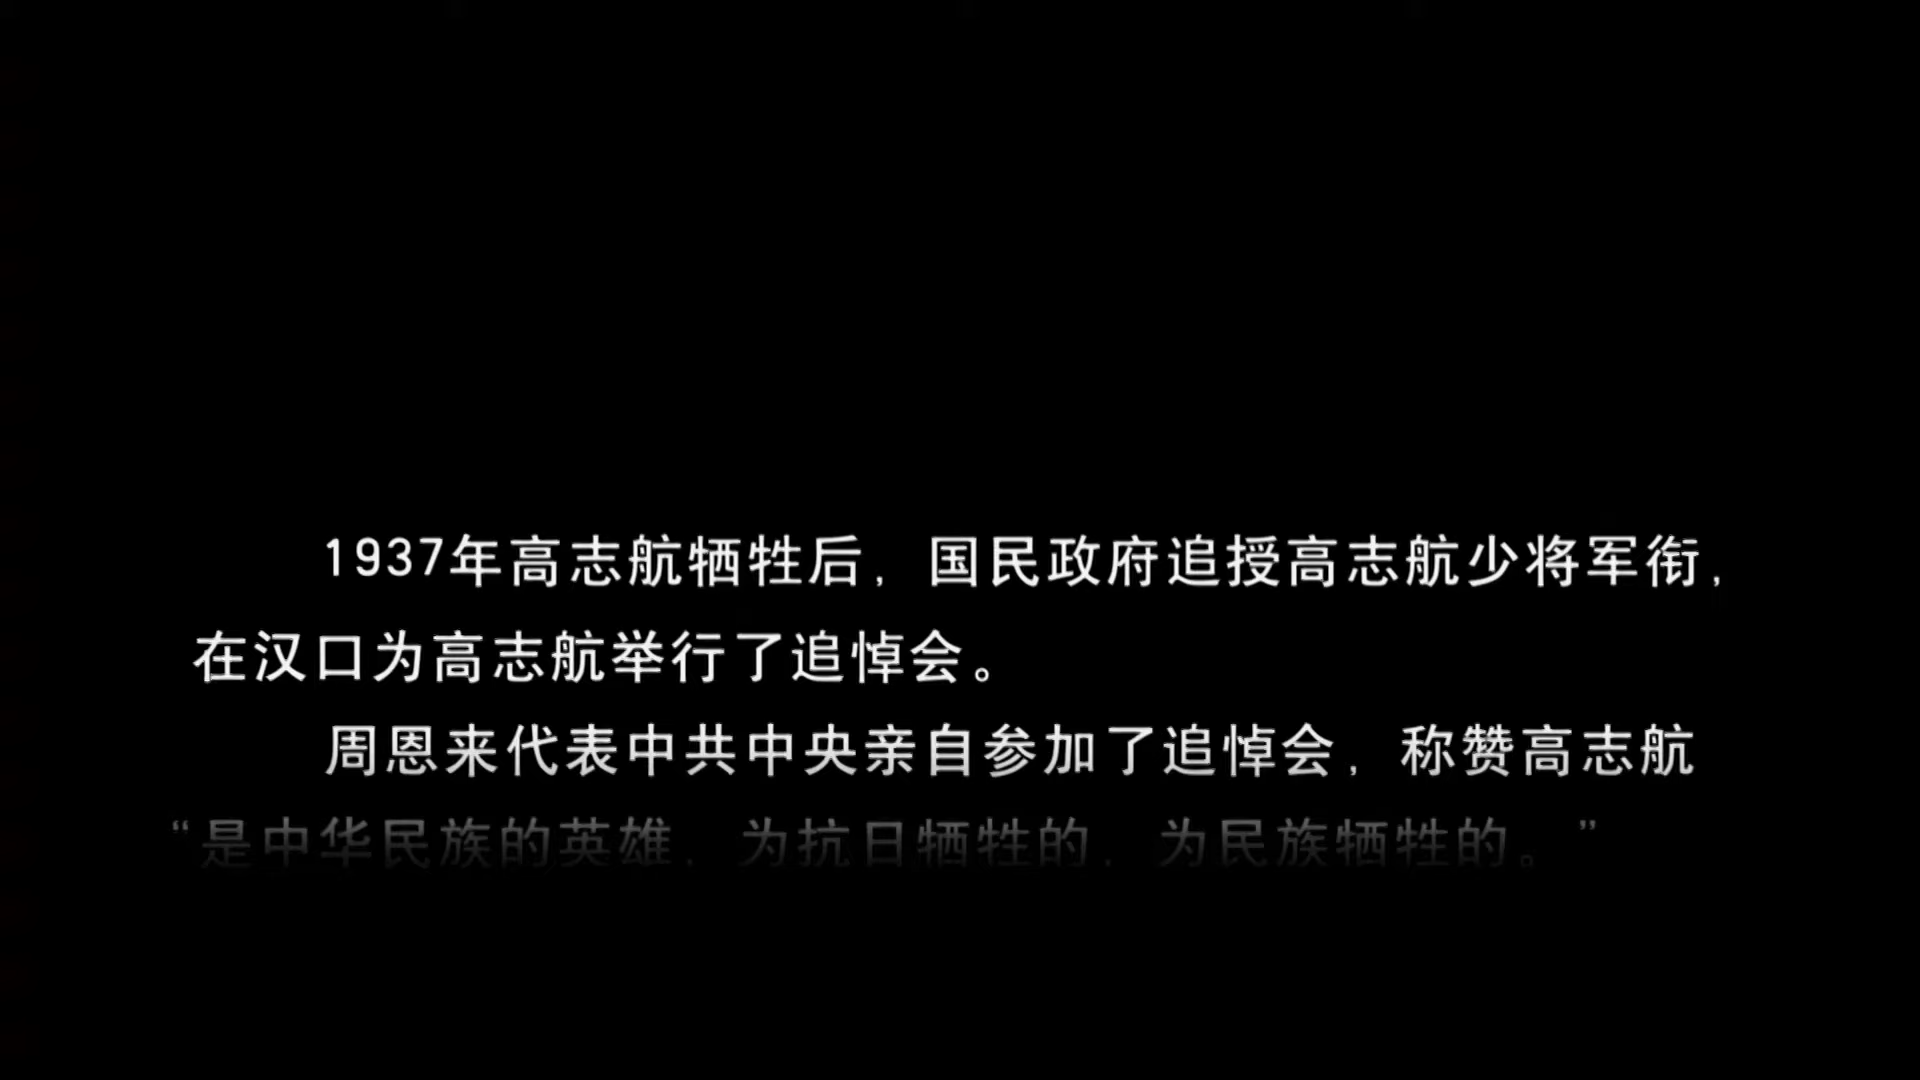 1937年高志航牺牲后，国民政府追授高志航少将军衔，
在汉口为高志航举行了追悼会。
周恩来代表中共中央亲自参加了追悼会，称赞高志航
“是中华民族的英雄，为抗日牺牲的，为民族牺牲的。”